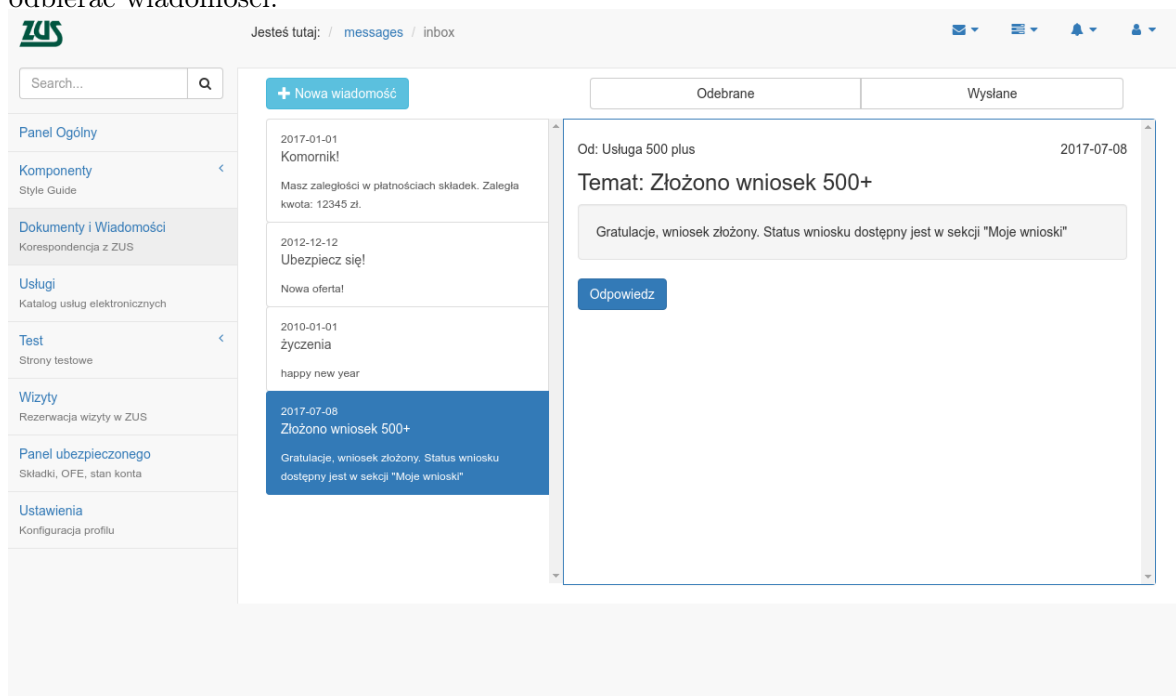 odbierać wiadomości.
ZUS
Jesteś tutaj: / messages / inbox
Search...
Panel Ogólny
Komponenty
Style Guide
Dokumenty i Wiadomości
Korespondencja z ZUS
Usługi
Katalog usług elektronicznych
Test
Strony testowe
Wizyty
Rezerwacja wizyty w ZUS
Panel ubezpieczonego
Składki, OFE, stan konta
Ustawienia
Konfiguracja profilu
Nowa wiadomość
2017-01-01
Komornik!
Masz zaległości w płatnościach składek. Zaległa
kwota: 12345 zł.
2012-12-12
Ubezpiecz się!
Nowa oferta!
2010-01-01
życzenia
happy new year
2017-07-08
Złożono wniosek 500+
Gratulacje, wniosek złożony. Status wniosku
dostępny jest w sekcji "Moje wnioski"
Odebrane
Wysłane
Od: Usługa 500 plus 2017-07-08
Temat: Złożono wniosek 500+
Gratulacje, wniosek złożony. Status wniosku dostępny jest w sekcji "Moje wnioski"
Odpowiedz